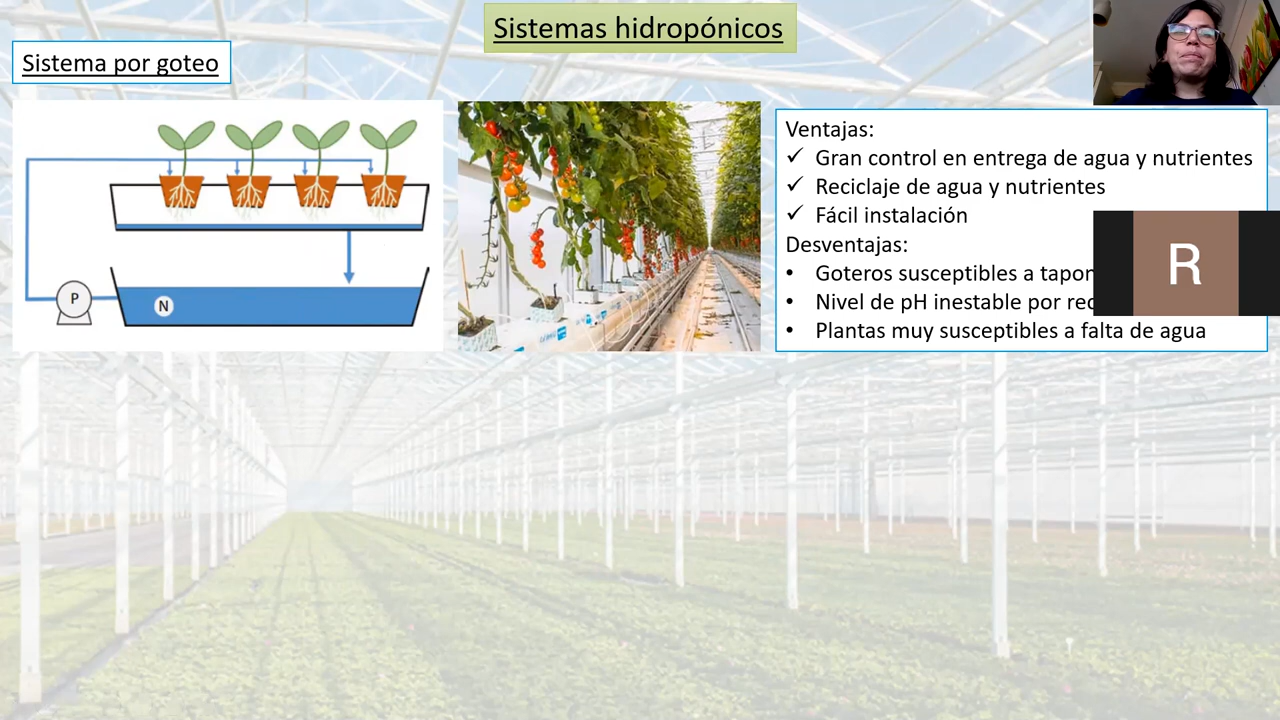 Sistemas hidropónicos
Sistema por goteo
P
N
Ventajas:
✓ Gran control en entrega de agua y nutrientes
✓ Reciclaje de agua y nutrientes
✓ Fácil instalación
Desventajas:
• Goteros susceptibles a
• Nivel de pH inestable por
• Plantas muy susceptibles a falta de agua
R